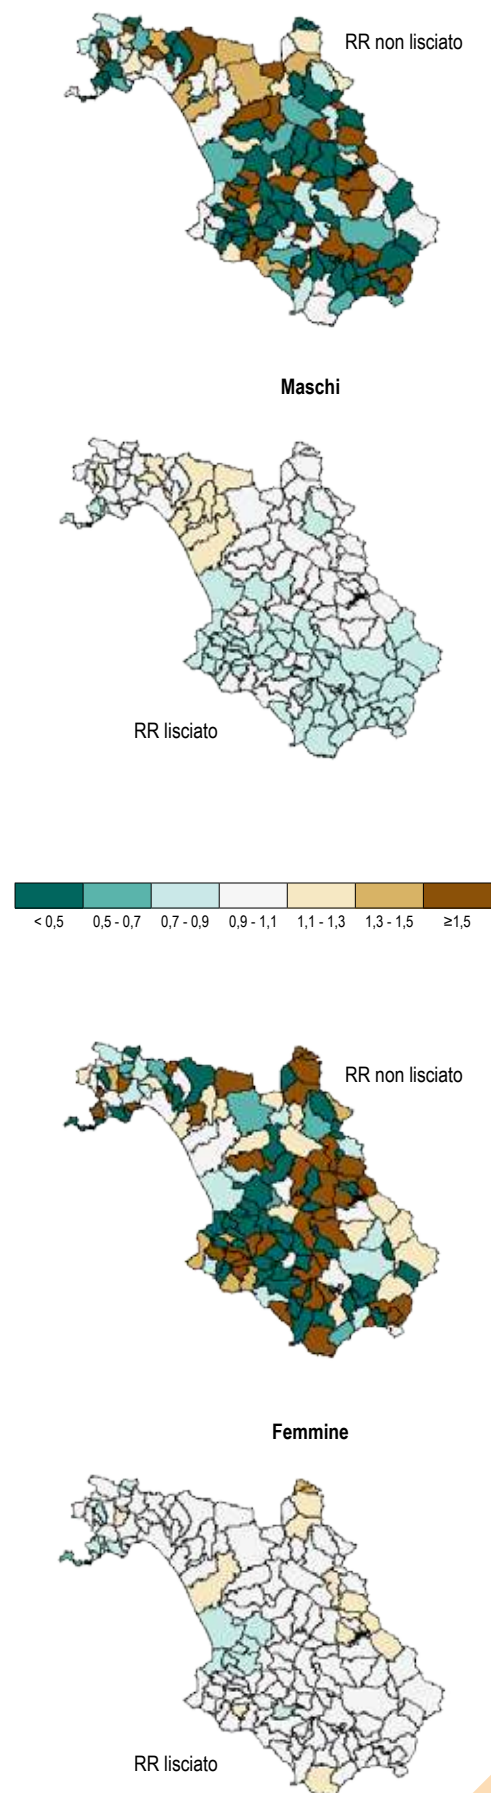 RR non lisciato
Maschi
RR lisciato
< 0,5 0,5 - 0,7 0,7 - 0,9 0,9 - 1,1 1,1 - 1,3 1,3 - 1,5 ≥1,5
RR non lisciato
Femmine
RR lisciato